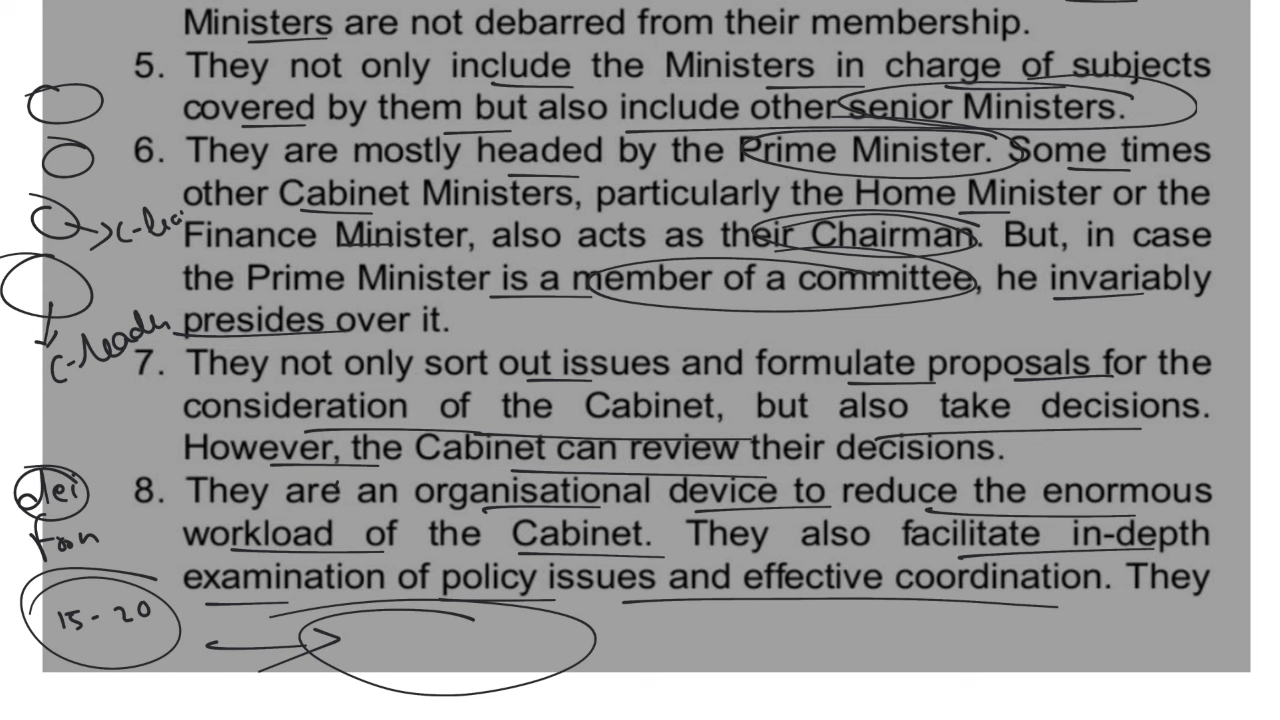 Ministers are not debarred from their membership.
5. They not only include the Ministers in charge of subjects
covered by them but also include other senior Ministers.
6. They are mostly headed by the Prime Minister. Some times
other Cabinet Ministers, particularly the Home Minister or the
Finance Minister, also acts as their Chairman. But, in case
the Prime Minister is a member of a committee, he invariably
presides over it.
7. They not only sort out issues and formulate proposals for the
consideration of the Cabinet, but also take decisions.
However, the Cabinet can review their decisions.
8. They are an organisational device to reduce the enormous
workload of the Cabinet. They also facilitate in-depth
examination of policy issues and effective coordination. They
15-20